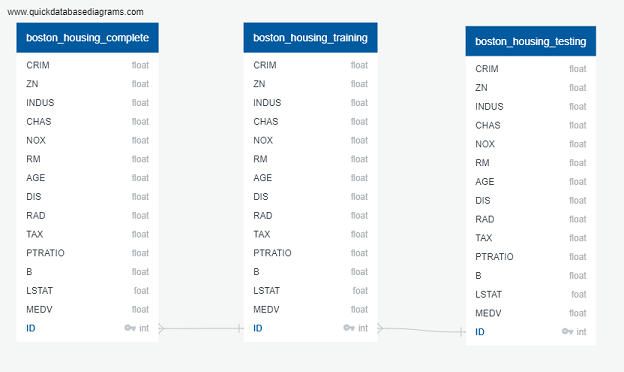 www.quickdatabasediagrams.com
boston_housing_complete
CRIM float
ZN float
INDUS float
CHAS float
NOX float
RM float
AGE float
DIS float
RAD float
TAX float
PTRATIO float
B float
LSTAT foat
MEDV float
ID int
boston_housing_training
CRIM float
ZN float
INDUS float
CHAS float
NOX float
RM float
AGE float
DIS float
RAD float
TAX float
PTRATIO float
B float
LSTAT foat
MEDV float
ID int
boston_housing_testing
CRIM float
ZN float
INDUS float
CHAS float
NOX float
RM float
AGE float
DIS float
RAD float
TAX float
PTRATIO float
B float
LSTAT foat
MEDV float
ID int